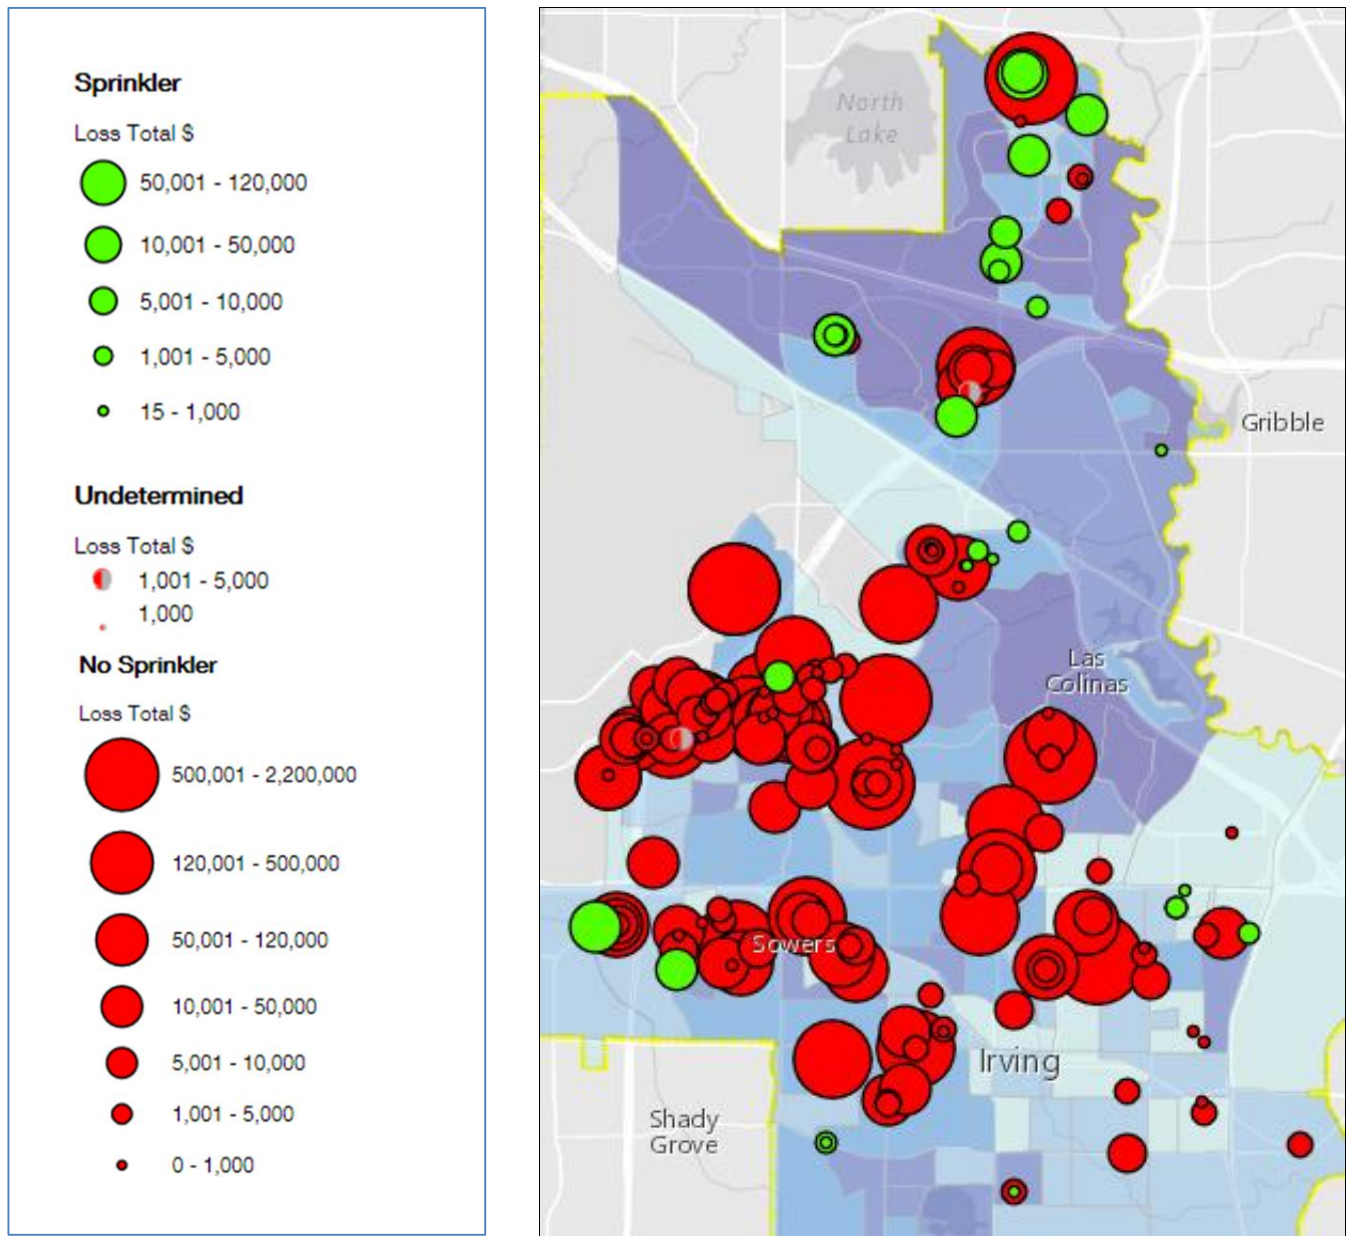 Sprinkler
Loss Total $
50,001 - 120,000
10,001 - 50,000
5,001 - 10,000
1,001 - 5,000
15 - 1,000
Undetermined
Loss Total $
1,001 - 5,000
1,000
No Sprinkler
Loss Total $
500,001 - 2,200,000
120,001 - 500,000
50,001 - 120,000
10,001 - 50,000
5,001 - 10,000
1,001 - 5,000
0 - 1,000
North
Lake
Gribble
Las
Colinas
Sowers
Irving
Shady
Grove